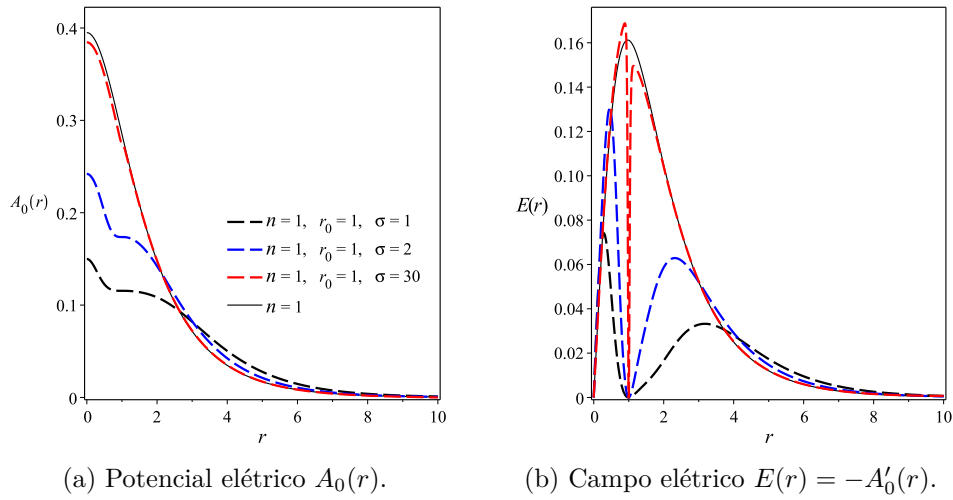 0.4
0.3
A₀(r)
0.2
0.1
0
0 2 4 6 8 10
r
n = 1, r₀ = 1, σ = 1
n = 1, r₀ = 1, σ = 2
n = 1, r₀ = 1, σ = 30
n = 1
0.16
0.14
0.12
0.10
E(r)
0.08
0.06
0.04
0.02
0
0 2 4 6 8 10
r
(a) Potencial elétrico A₀(r).
(b) Campo elétrico E(r) = −A′₀(r).